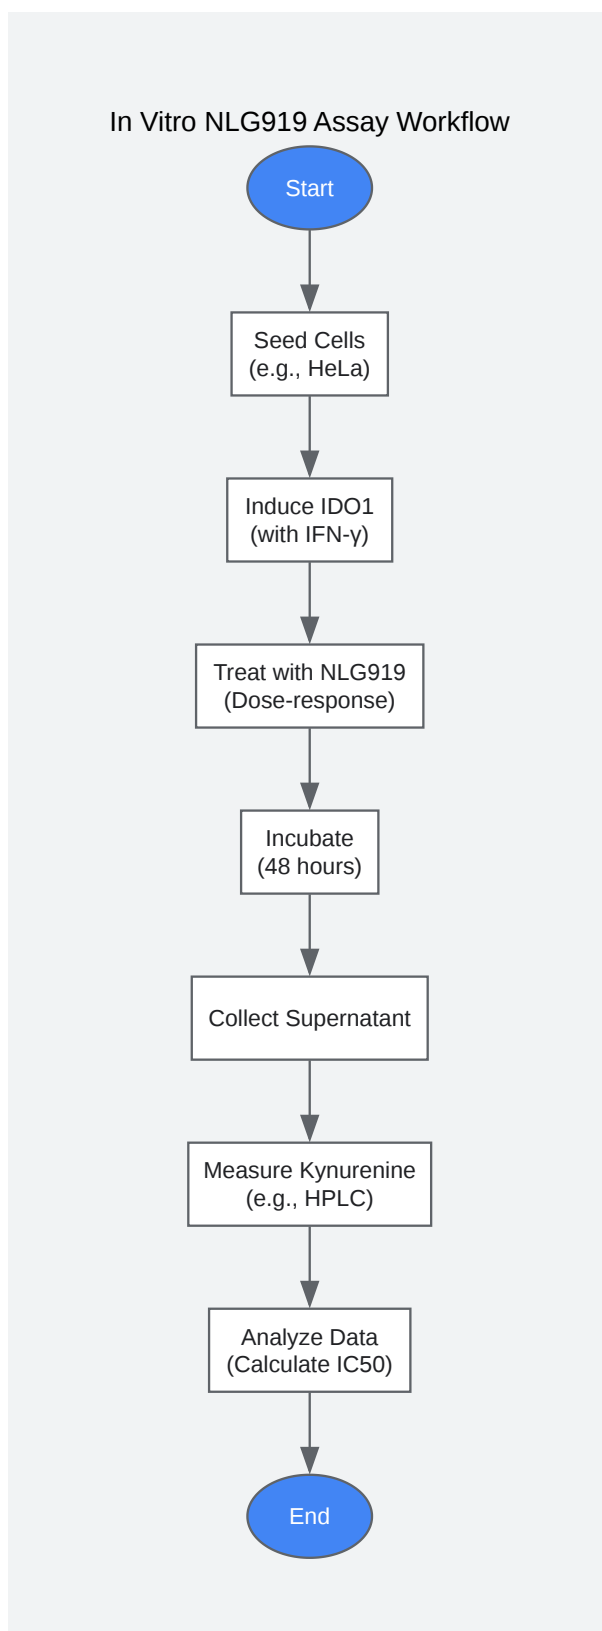 In Vitro NLG919 Assay Workflow
Start
Seed Cells
(e.g., HeLa)
Induce IDO1
(with IFN-γ)
Treat with NLG919
(Dose-response)
Incubate
(48 hours)
Collect Supernatant
Measure Kynurenine
(e.g., HPLC)
Analyze Data
(Calculate IC50)
End